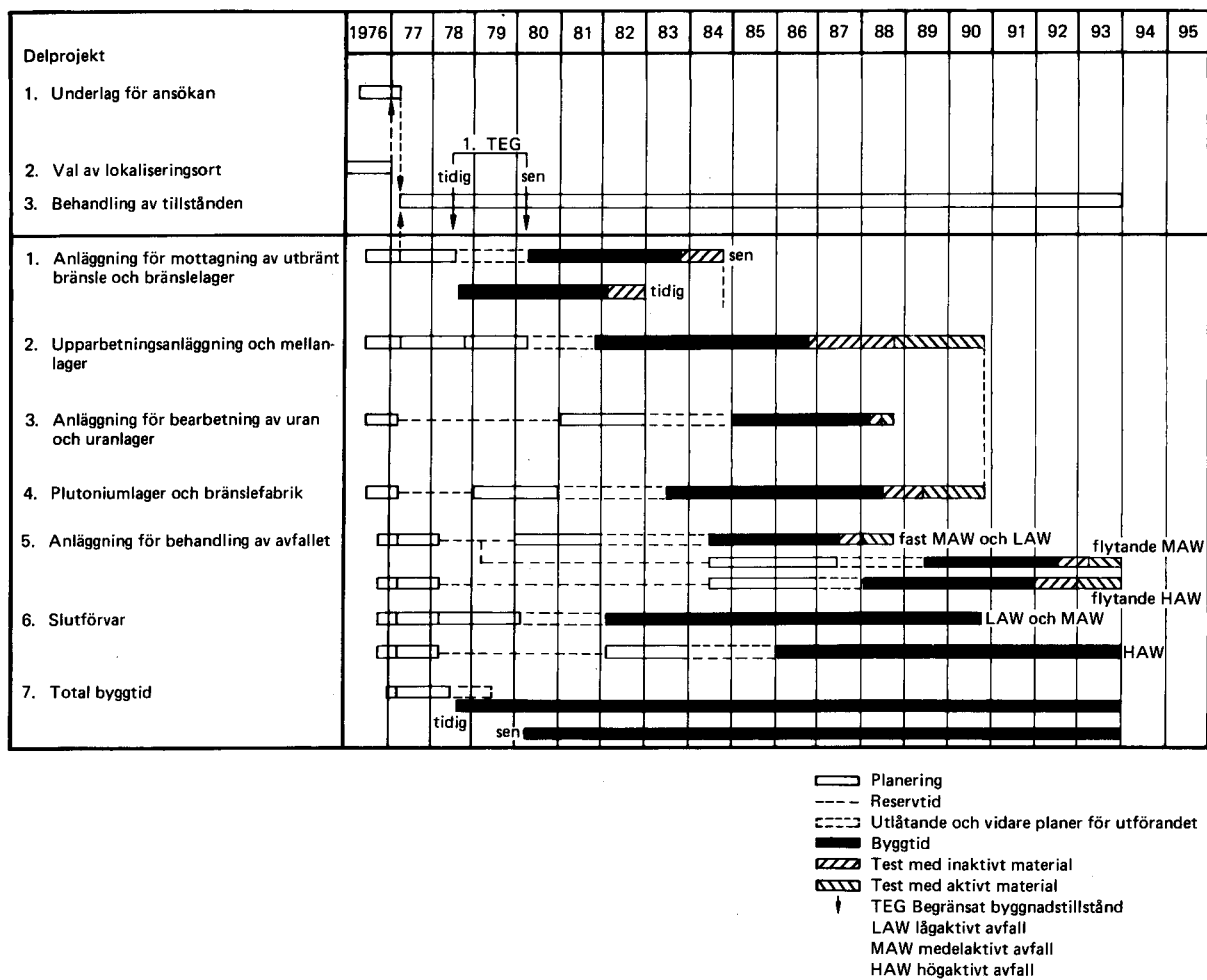 1976 77 78 79 80 81 82 83 84 85 86 87 88 89 90 91 92 93 94 95
Delprojekt
1. Underlag för ansökan
1. TEG
2. Val av lokaliseringsort
tidig sen
3. Behandling av tillstånden
1. Anläggning för mottagning av utbränt
bränsle och bränslelager
sen
tidig
2. Upparbetningsanläggning och mellan-
lager
3. Anläggning för bearbetning av uran
och uranlager
4. Plutoniumlager och bränslefabrik
5. Anläggning för behandling av avfallet
fast MAW och LAW
flytande MAW
flytande HAW
6. Slutförvar
LAW och MAW
HAW
7. Total byggtid
tidig
sen
Planering
Reservtid
Utlåtande och vidare planer för utförandet
Byggtid
Test med inaktivt material
Test med aktivt material
TEG Begränsat byggnadstillstånd
LAW lågaktivt avfall
MAW medelaktivt avfall
HAW högaktivt avfall